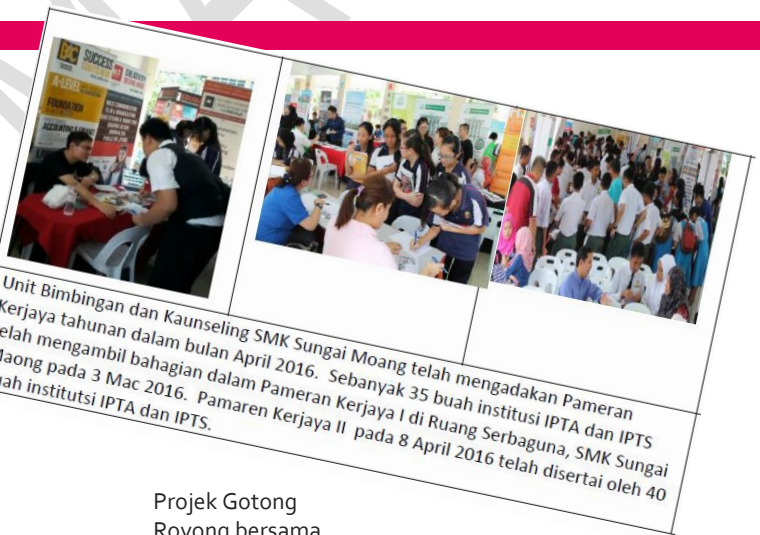 BIC
SUCCESS
A-LEVEL
FOUNDATION
Unit Bimbingan dan Kaunseling SMK Sungai Moang telah mengadakan Pameran
Kerjaya tahunan dalam bulan April 2016. Sebanyak 35 buah institusi IPTA dan IPTS
elah mengambil bahagian dalam Pameran Kerjaya I di Ruang Serbaguna, SMK Sungai
Maong pada 3 Mac 2016. Pamaren Kerjaya II pada 8 April 2016 telah disertai oleh 40
ah institutsi IPTA dan IPTS.
Projek Gotong
Royong bersama